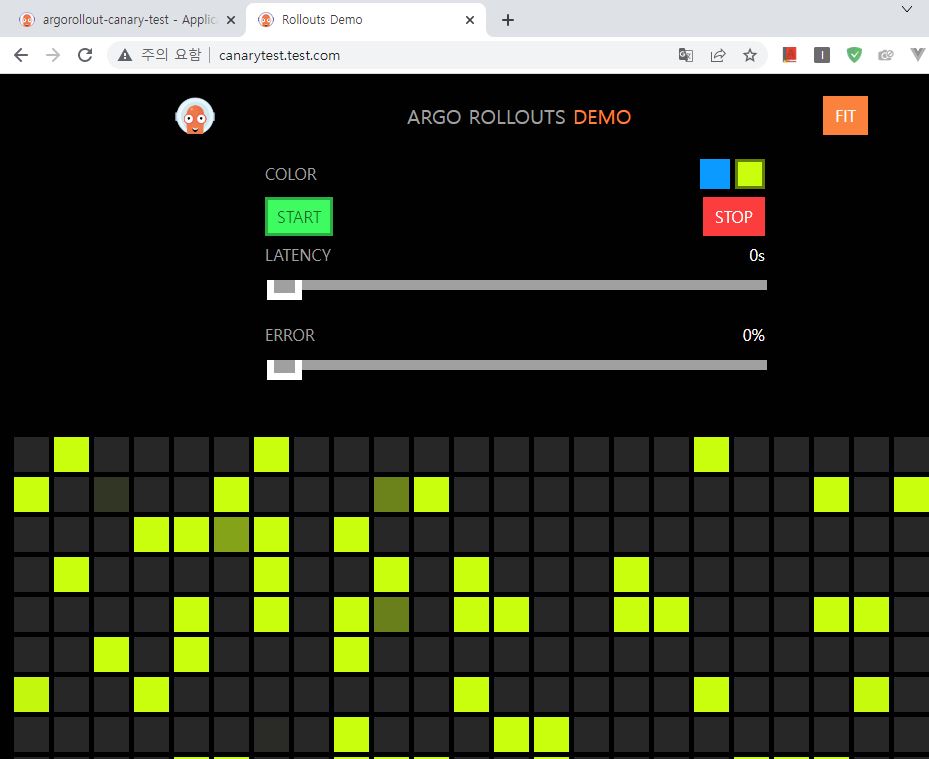 argorollout-canary-test - Applic
Rollouts Demo
주의 요함
canarytest.test.com
ARGO ROLLOUTS DEMO
FIT
COLOR
START
STOP
LATENCY
0s
ERROR
0%